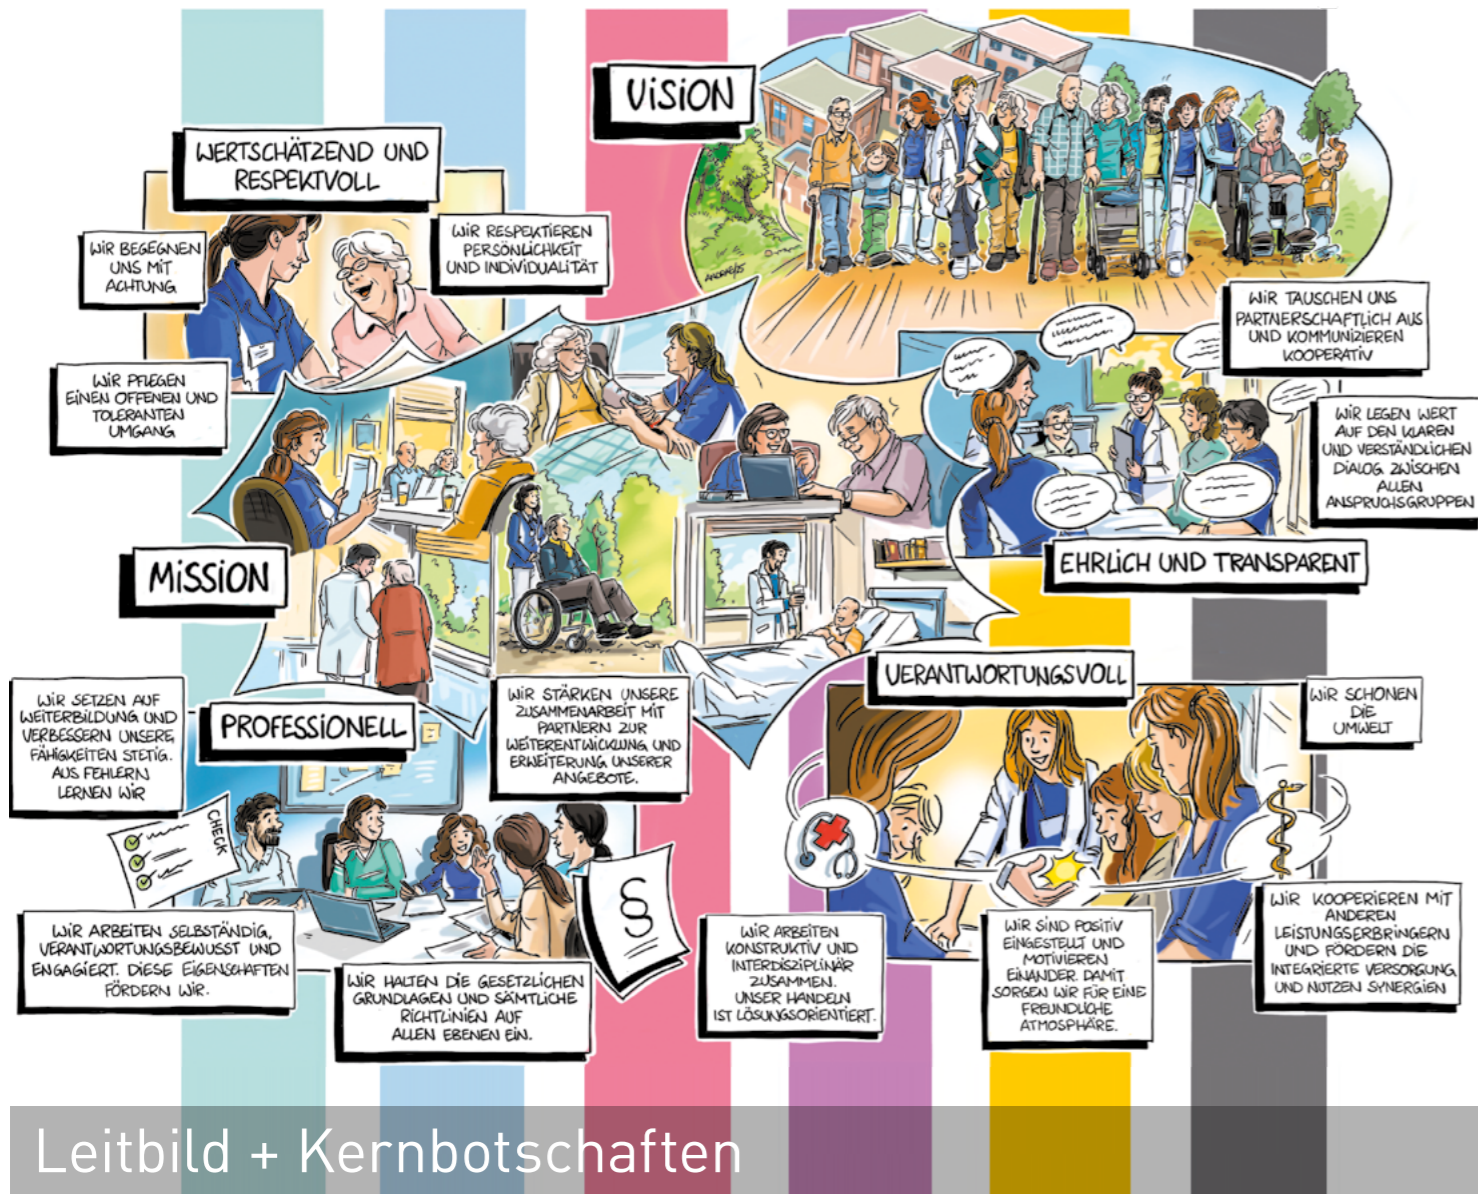 VISION
WERTSCHÄTZEND UND
RESPEKTVOLL
WIR BEGEGNEN
UNS MIT
ACHTUNG
WIR RESPEKTIEREN
PERSÖNLICHKEIT
UND INDIVIDUALITÄT
WIR PFLEGEN
EINEN OFFENEN UND
TOLERANTEN
UMGANG
WIR TAUSCHEN UNS
PARTNERSCHAFTLICH AUS
UND KOMMUNIZIEREN
KOOPERATIV
WIR LEGEN WERT
AUF DEN KLAREN
UND VERSTÄNDLICHEN
DIALOG ZWISCHEN
ALLEN
ANSPRUCHSGRUPPEN
EHRLICH UND TRANSPARENT
MISSION
PROFESSIONELL
WIR SETZEN AUF
WEITERBILDUNG UND
VERBESSERN UNSERE
FÄHIGKEITEN STETIG.
AUS FEHLERN
LERNEN WIR
WIR STÄRKEN UNSERE
ZUSAMMENARBEIT MIT
PARTNERN ZUR
WEITERENTWICKLUNG UND
ERWEITERUNG UNSERER
ANGEBOTE.
CHECK
§
WIR ARBEITEN SELBSTÄNDIG,
VERANTWORTUNGSBEWUSST UND
ENGAGIERT. DIESE EIGENSCHAFTEN
FÖRDERN WIR.
WIR HALTEN DIE GESETZLICHEN
GRUNDLAGEN UND SÄMTLICHE
RICHTLINIEN AUF
ALLEN EBENEN EIN.
VERANTWORTUNGSVOLL
WIR SCHONEN
DIE
UMWELT
WIR ARBEITEN
KONSTRUKTIV UND
INTERDISZIPLINÄR
ZUSAMMEN.
UNSER HANDELN
IST LÖSUNGSORIENTIERT.
WIR SIND POSITIV
EINGESTELLT UND
MOTIVIEREN
EINANDER. DAMIT
SORGEN WIR FÜR EINE
FREUNDLICHE
ATMOSPHÄRE.
WIR KOOPERIEREN MIT
ANDEREN
LEISTUNGSERBRINGERN
UND FÖRDERN DIE
INTEGRIERTE VERSORGUNG
UND NUTZEN SYNERGIEN
Leitbild + Kernbotschaften